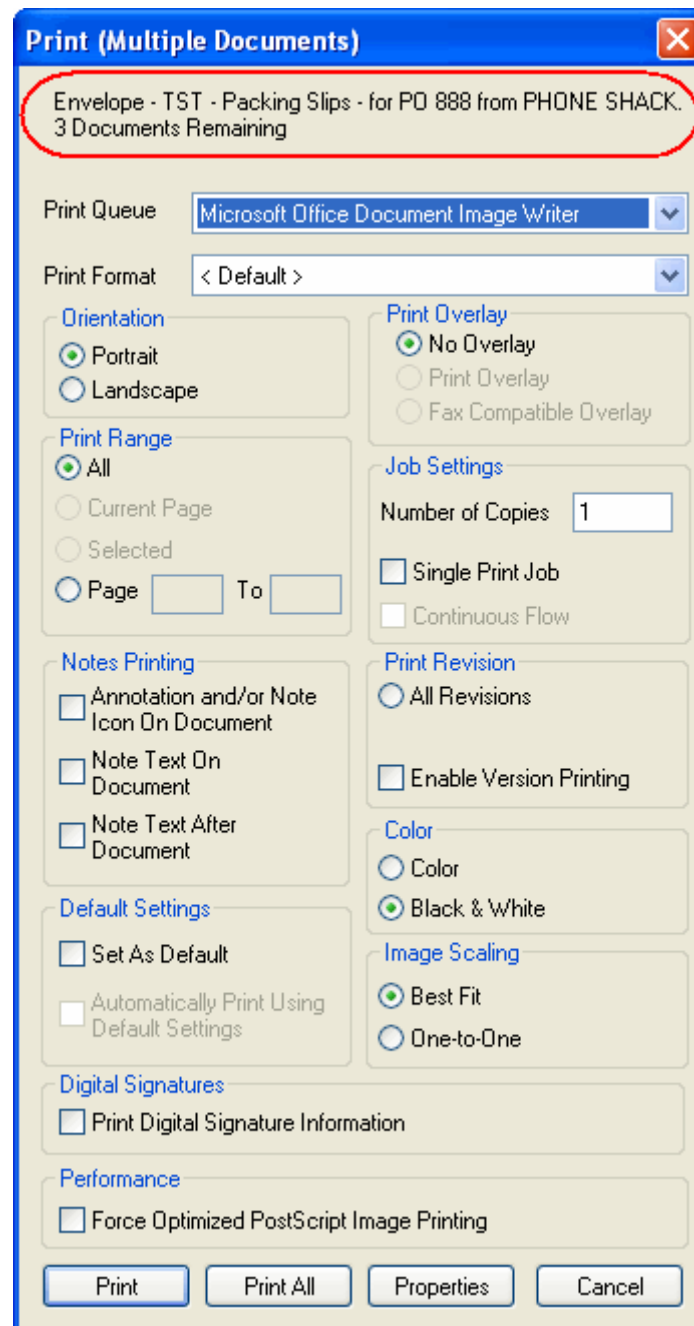 Print (Multiple Documents)
Envelope - TST - Packing Slips - for PO 888 from PHONE SHACK.
3 Documents Remaining
Print Queue
Microsoft Office Document Image Writer
Print Format
< Default >
Orientation
Portrait
Landscape
Print Overlay
No Overlay
Print Overlay
Fax Compatible Overlay
Print Range
All
Current Page
Selected
Page To
Job Settings
Number of Copies 1
Single Print Job
Continuous Flow
Notes Printing
Annotation and/or Note
Icon On Document
Note Text On
Document
Note Text After
Document
Print Revision
All Revisions
Enable Version Printing
Color
Color
Black & White
Default Settings
Set As Default
Automatically Print Using
Default Settings
Image Scaling
Best Fit
One-to-One
Digital Signatures
Print Digital Signature Information
Performance
Force Optimized PostScript Image Printing
Print Print All Properties Cancel